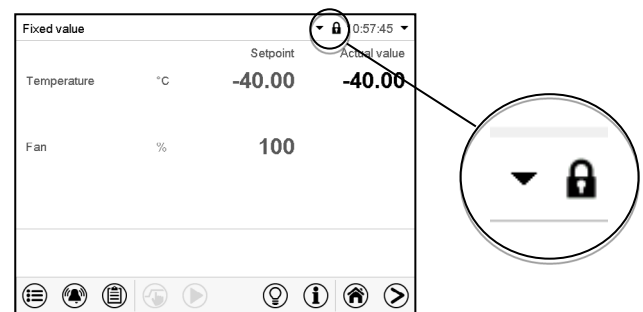 Fixed value 0:57:45
Setpoint Actual value
Temperature °C -40.00 -40.00
Fan % 100